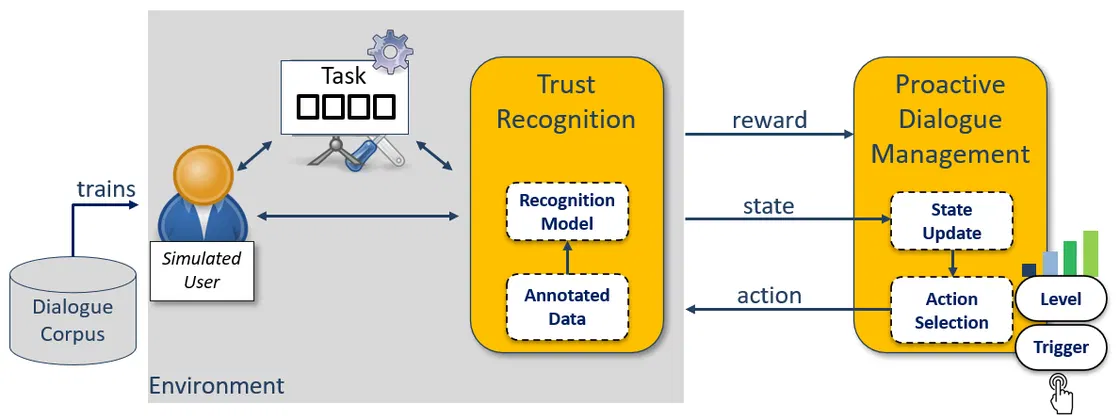 Task
Trust
Recognition
Proactive
Dialogue
Management
reward
trains
Recognition
Model
state
State
Update
Simulated
User
Dialogue
Corpus
Annotated
Data
action
Action
Selection
Level
Trigger
Environment